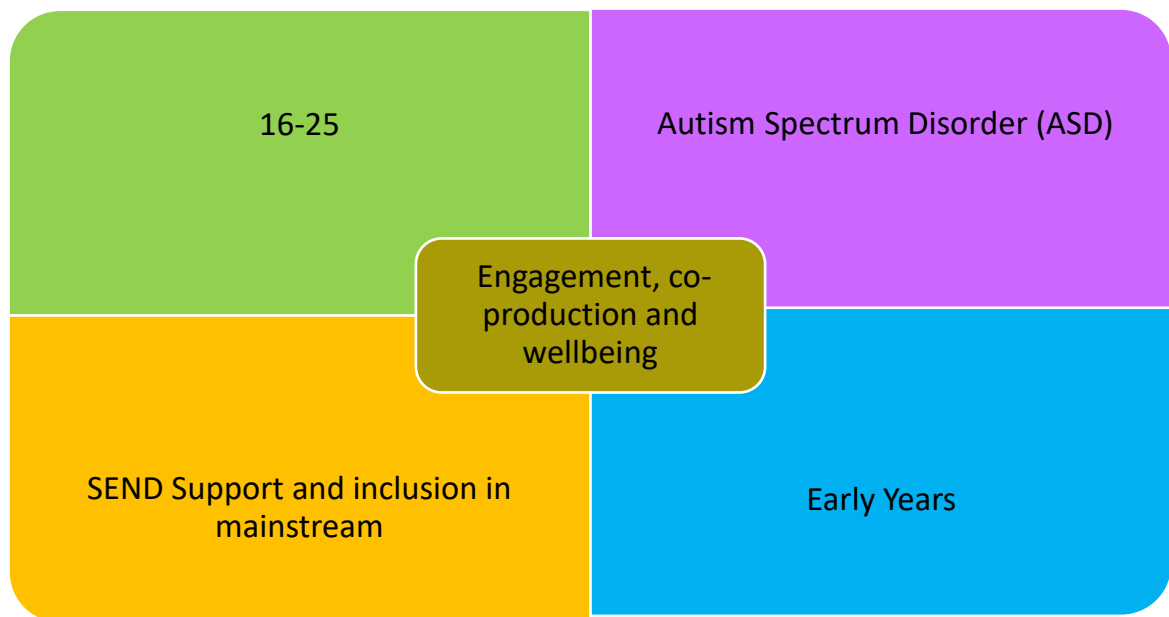 16-25
Autism Spectrum Disorder (ASD)
Engagement, co-
production and
wellbeing
SEND Support and inclusion in
mainstream
Early Years